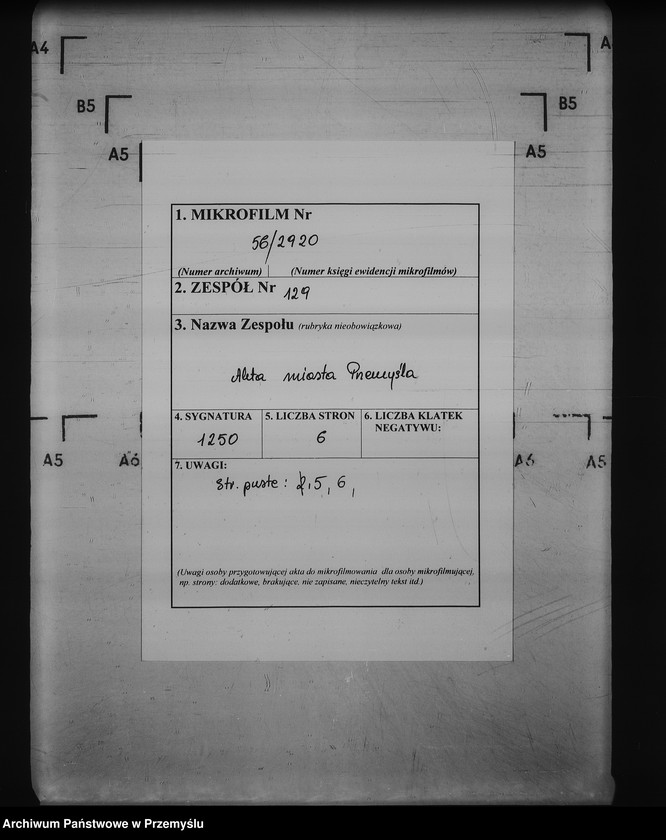 A4
A
B5
B5
A5
A5
1. MIKROFILM Nr
56/2920
(Numer archiwum) (Numer księgi ewidencji mikrofilmów)
2. ZESPÓŁ Nr 129
3. Nazwa Zespołu (rubryka nieobowiązkowa)
Akta miasta Przemyśla
4. SYGNATURA 5. LICZBA STRON 6. LICZBA KLATEK
NEGATYWU:
1250 6
A5 A6 A6 A5
7. UWAGI:
Str. puste: 2, 5, 6,
(Uwagi osoby przygotowującej akta do mikrofilmowania dla osoby mikrofilmującej,
np. strony: dodatkowe, brakujące, nie zapisane, nieczytelny tekst itd.)
Archiwum Państwowe w Przemyślu